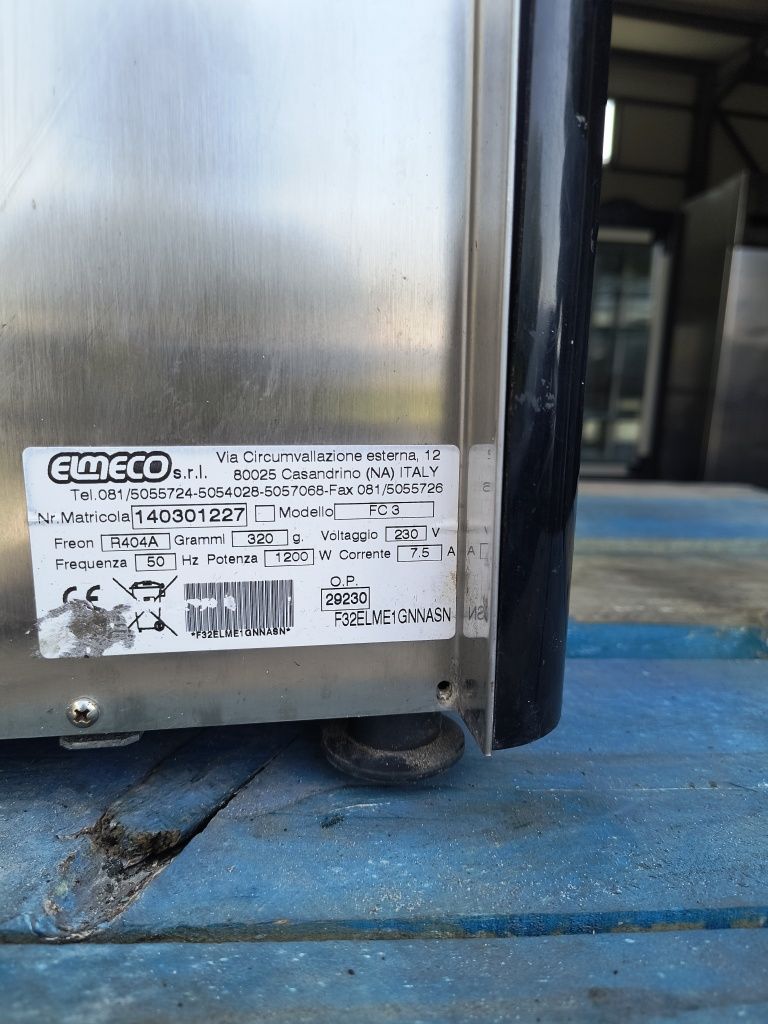 ELMECO s.r.l. Via Circumvallazione esterna, 12
80025 Casandrino (NA) ITALY
Tel.081/5055724-5054028-5057068-Fax 081/5055726
Nr.Matricola 140301227 Modello FC 3
Freon R404A Grammi 320 g. Voltaggio 230 V
Frequenza 50 Hz Potenza 1200 W Corrente 7.5 A
CE
O.P.
29230
*F32ELME1GNNASN*
F32ELME1GNNASN